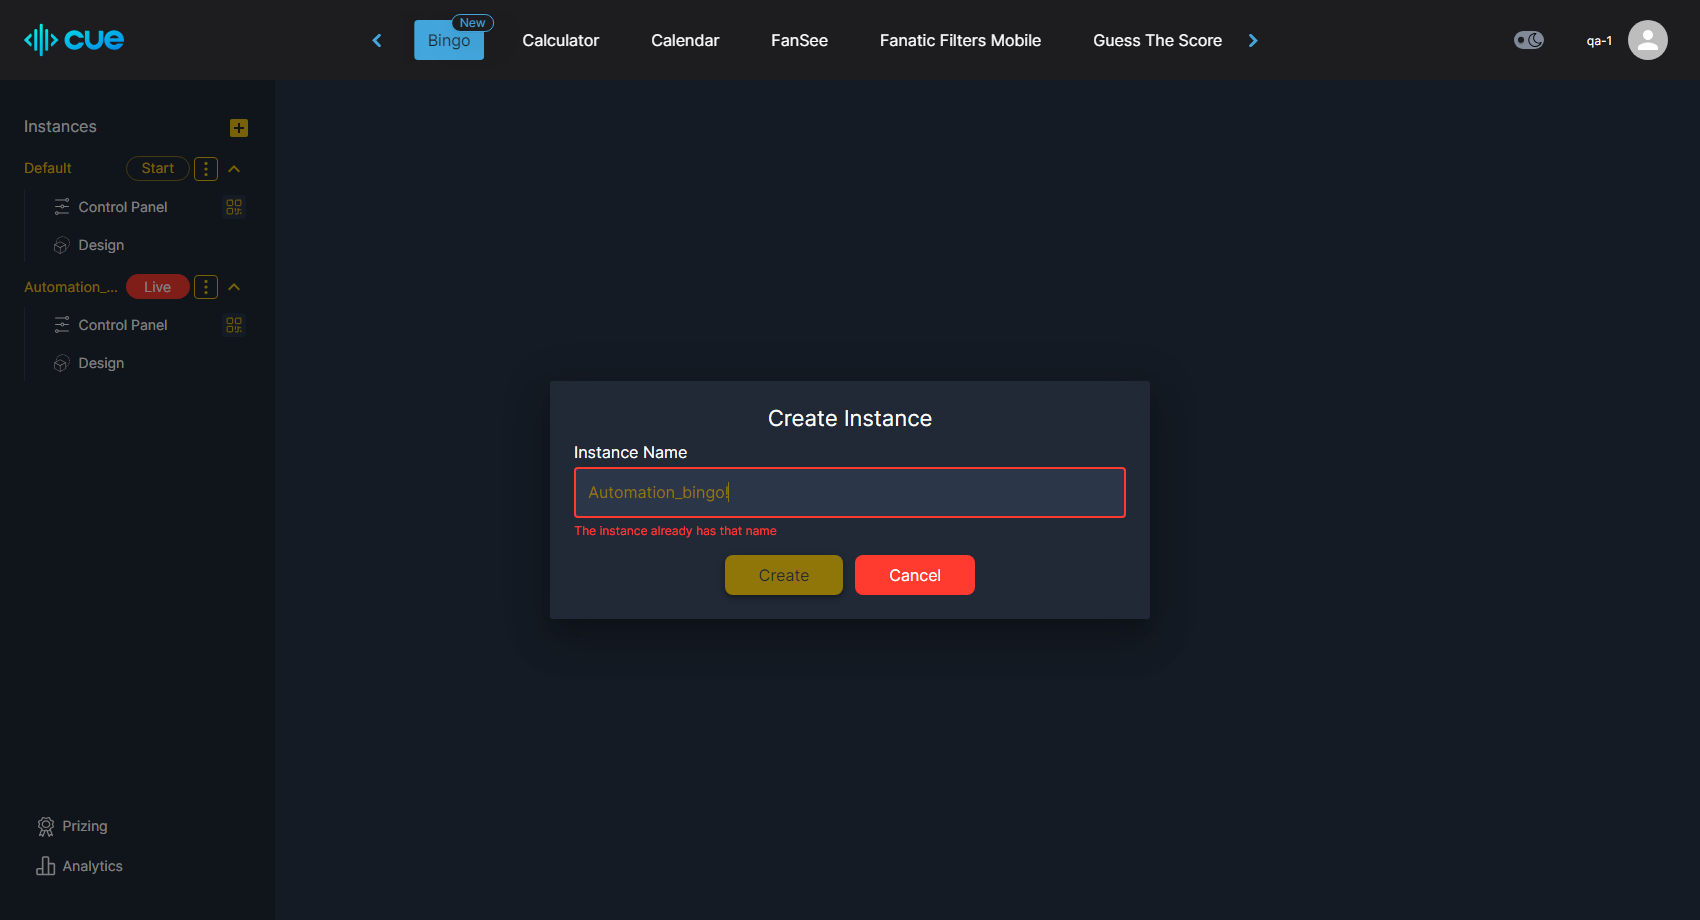 cue
New
Bingo
Calculator
Calendar
FanSee
Fanatic Filters Mobile
Guess The Score
qa-1
Instances
Default
Start
Control Panel
Design
Automation_...
Live
Control Panel
Design
Create Instance
Instance Name
Automation_bingo!
The instance already has that name
Create
Cancel
Prizing
Analytics